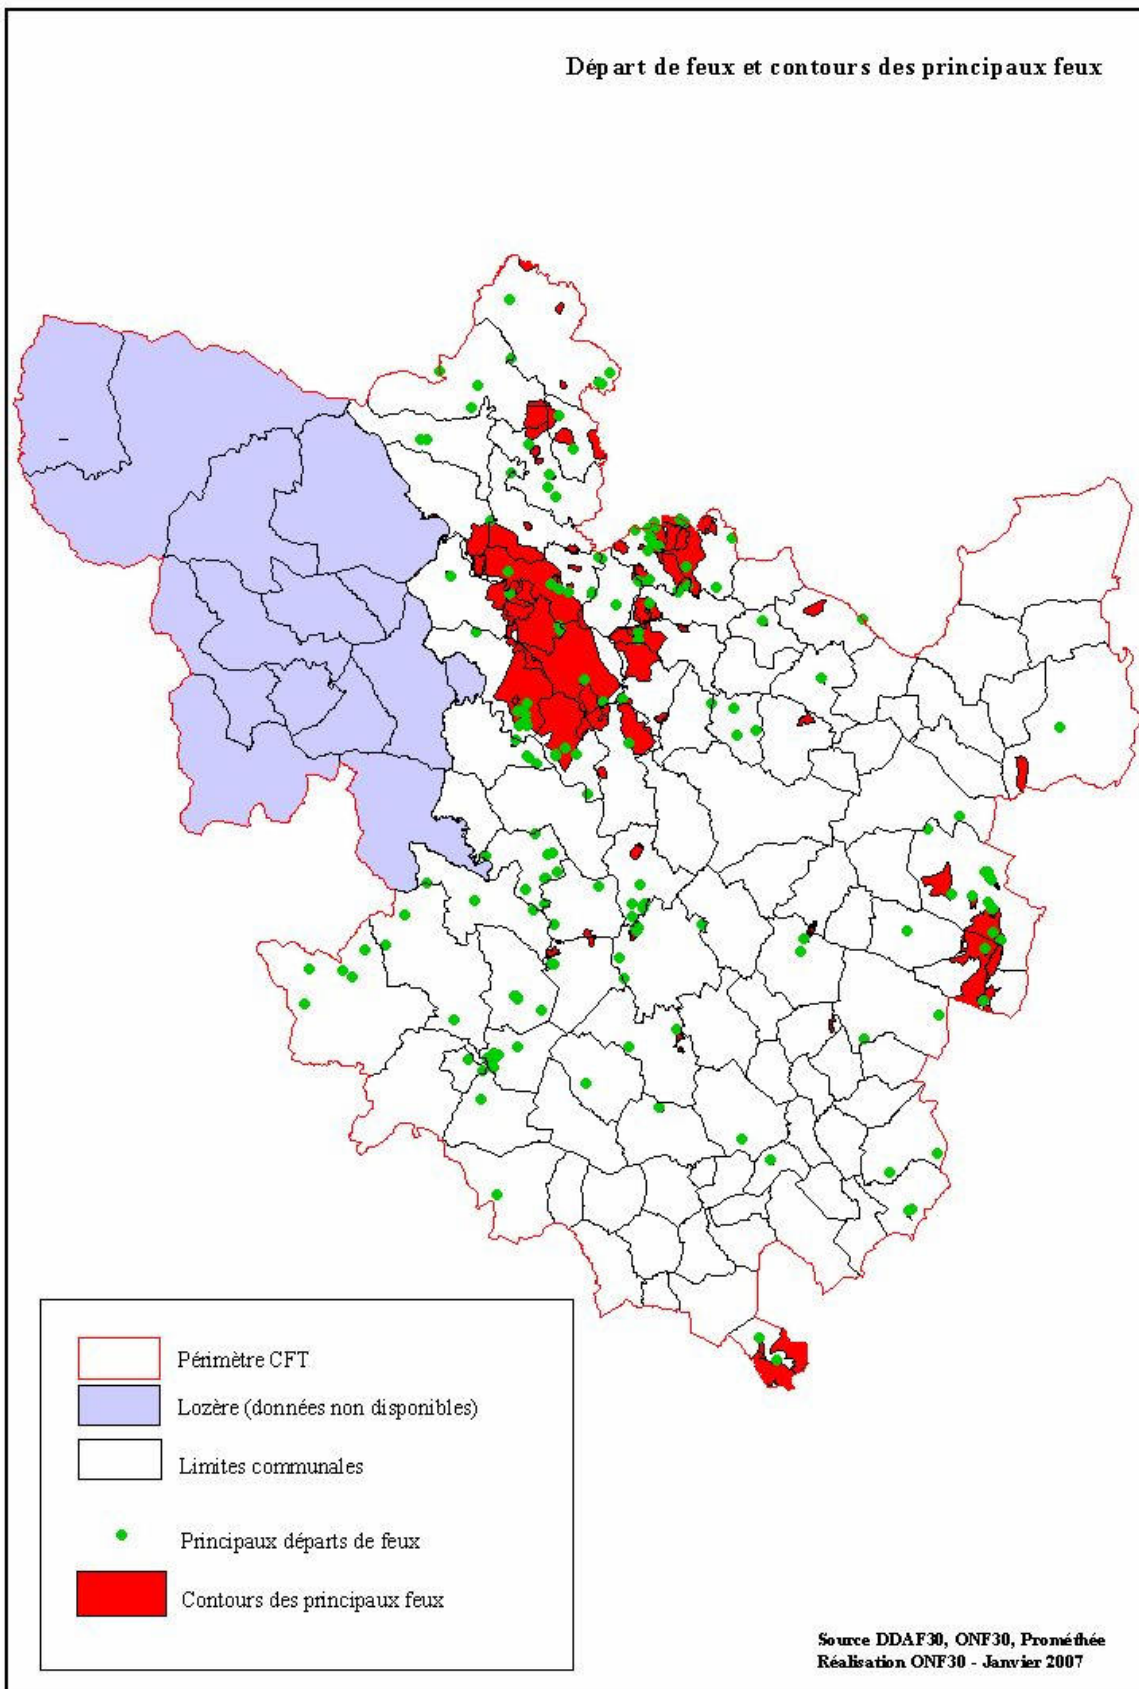 Départ de feux et contours des principaux feux
Périmètre CFT
Lozère (données non disponibles)
Limites communales
Principaux départs de feux
Contours des principaux feux
Source DDAF30, ONF30, Prométhée
Réalisation ONF30 - Janvier 2007